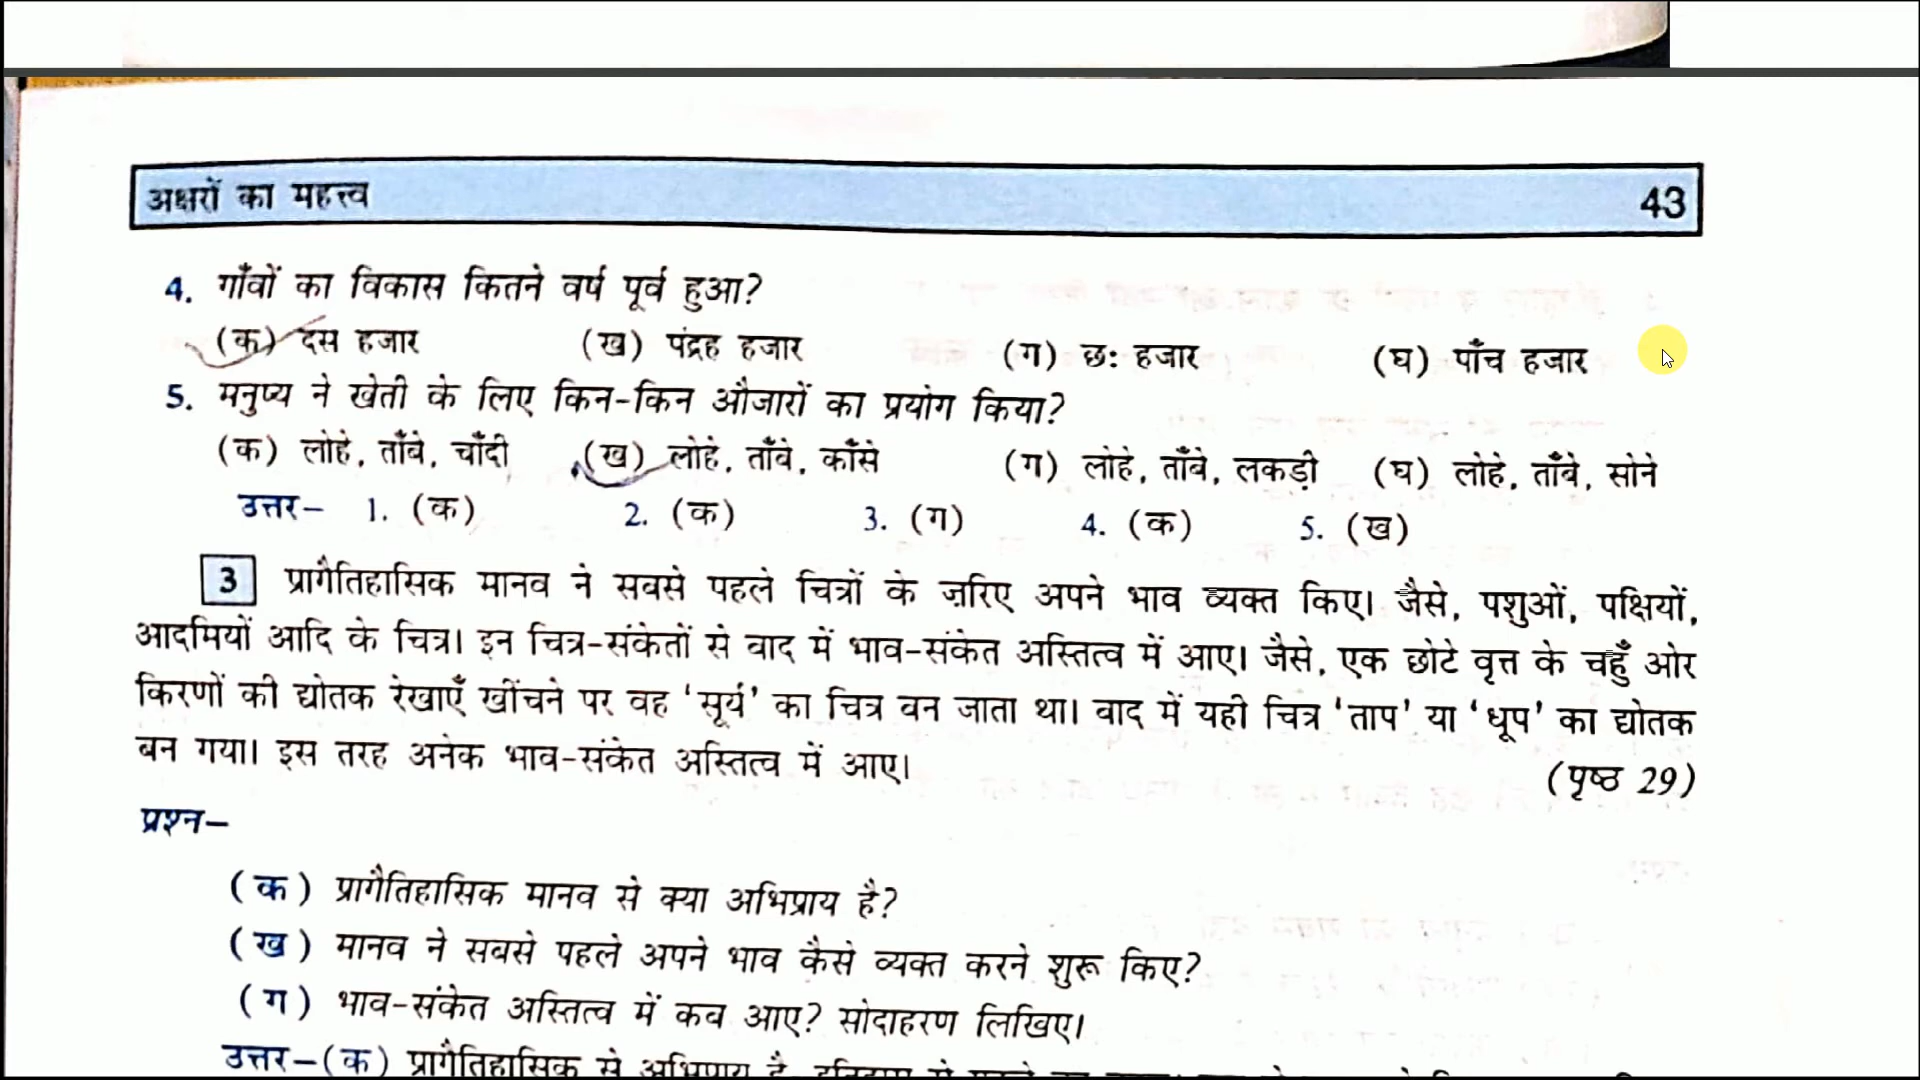 अक्षरों का महत्त्व 43
4. गाँवों का विकास कितने वर्ष पूर्व हुआ?
(क) दस हजार (ख) पंद्रह हजार (ग) छः हजार (घ) पाँच हजार
5. मनुष्य ने खेती के लिए किन-किन औजारों का प्रयोग किया?
(क) लोहे, ताँबे, चाँदी (ख) लोहे, ताँबे, काँसे (ग) लोहे, ताँबे, लकड़ी (घ) लोहे, ताँबे, सोने
उत्तर– 1. (क) 2. (क) 3. (ग) 4. (क) 5. (ख)
3 प्रागैतिहासिक मानव ने सबसे पहले चित्रों के ज़रिए अपने भाव व्यक्त किए। जैसे, पशुओं, पक्षियों,
आदमियों आदि के चित्र। इन चित्र-संकेतों से बाद में भाव-संकेत अस्तित्व में आए। जैसे, एक छोटे वृत्त के चहुँ ओर
किरणों की द्योतक रेखाएँ खींचने पर वह 'सूर्य' का चित्र बन जाता था। बाद में यही चित्र 'ताप' या 'धूप' का द्योतक
बन गया। इस तरह अनेक भाव-संकेत अस्तित्व में आए।
(पृष्ठ 29)
प्रश्न–
(क) प्रागैतिहासिक मानव से क्या अभिप्राय है?
(ख) मानव ने सबसे पहले अपने भाव कैसे व्यक्त करने शुरू किए?
(ग) भाव-संकेत अस्तित्व में कब आए? सोदाहरण लिखिए।
उत्तर–(क) प्रागैतिहासिक से अभिप्राय है